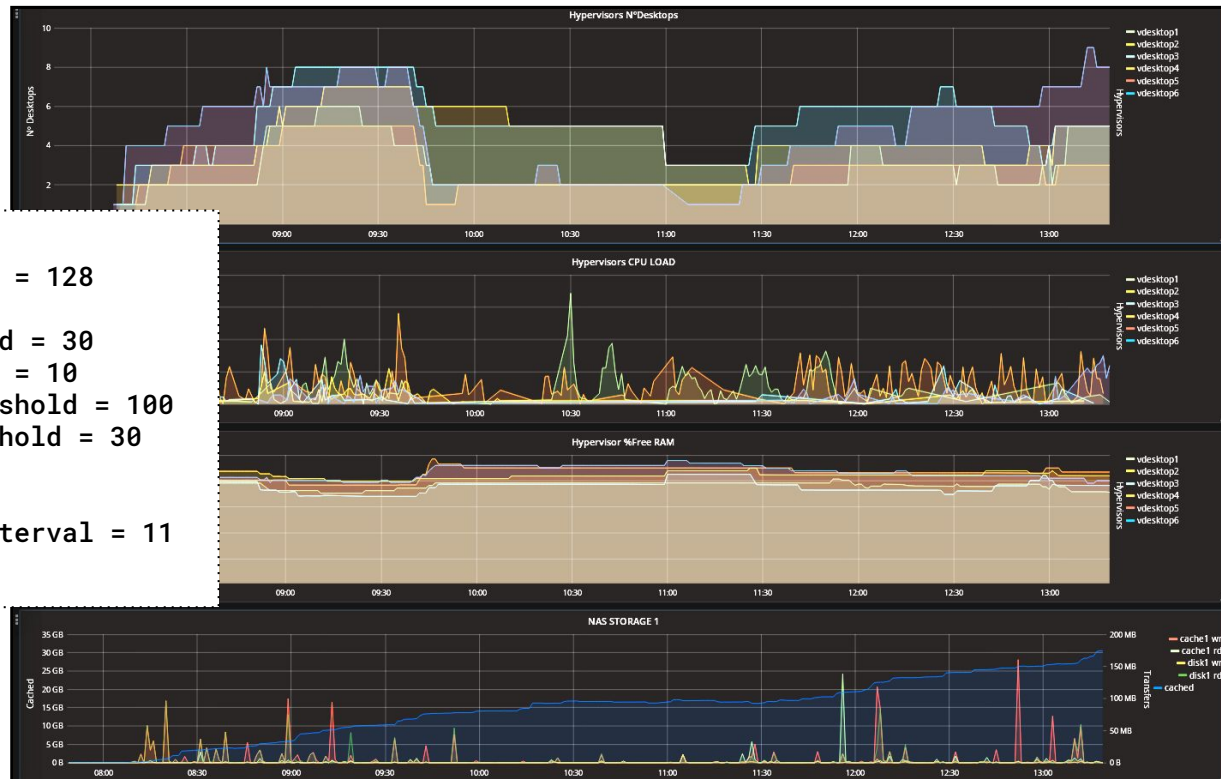 Hypervisors NºDesktops
10
8
6
4
2
Nº Desktops
09:00 09:30 10:00 10:30 11:00 11:30 12:00 12:30 13:00
vdesktop1
vdesktop2
vdesktop3
vdesktop4
vdesktop5
vdesktop6
Hypervisors
= 128
d = 30
= 10
shold = 100
hold = 30
terval = 11
Hypervisors CPU LOAD
09:00 09:30 10:00 10:30 11:00 11:30 12:00 12:30 13:00
vdesktop1
vdesktop2
vdesktop3
vdesktop4
vdesktop5
vdesktop6
Hypervisors
Hypervisor %Free RAM
09:00 09:30 10:00 10:30 11:00 11:30 12:00 12:30 13:00
vdesktop1
vdesktop2
vdesktop3
vdesktop4
vdesktop5
vdesktop6
Hypervisors
NAS STORAGE 1
35 GB
30 GB
25 GB
20 GB
15 GB
10 GB
5 GB
0 B
Cached
08:00 08:30 09:00 09:30 10:00 10:30 11:00 11:30 12:00 12:30 13:00
200 MB
150 MB
100 MB
50 MB
0 B
Transfers
cache1 wr
cache1 rd
disk1 wr
disk1 rd
cached